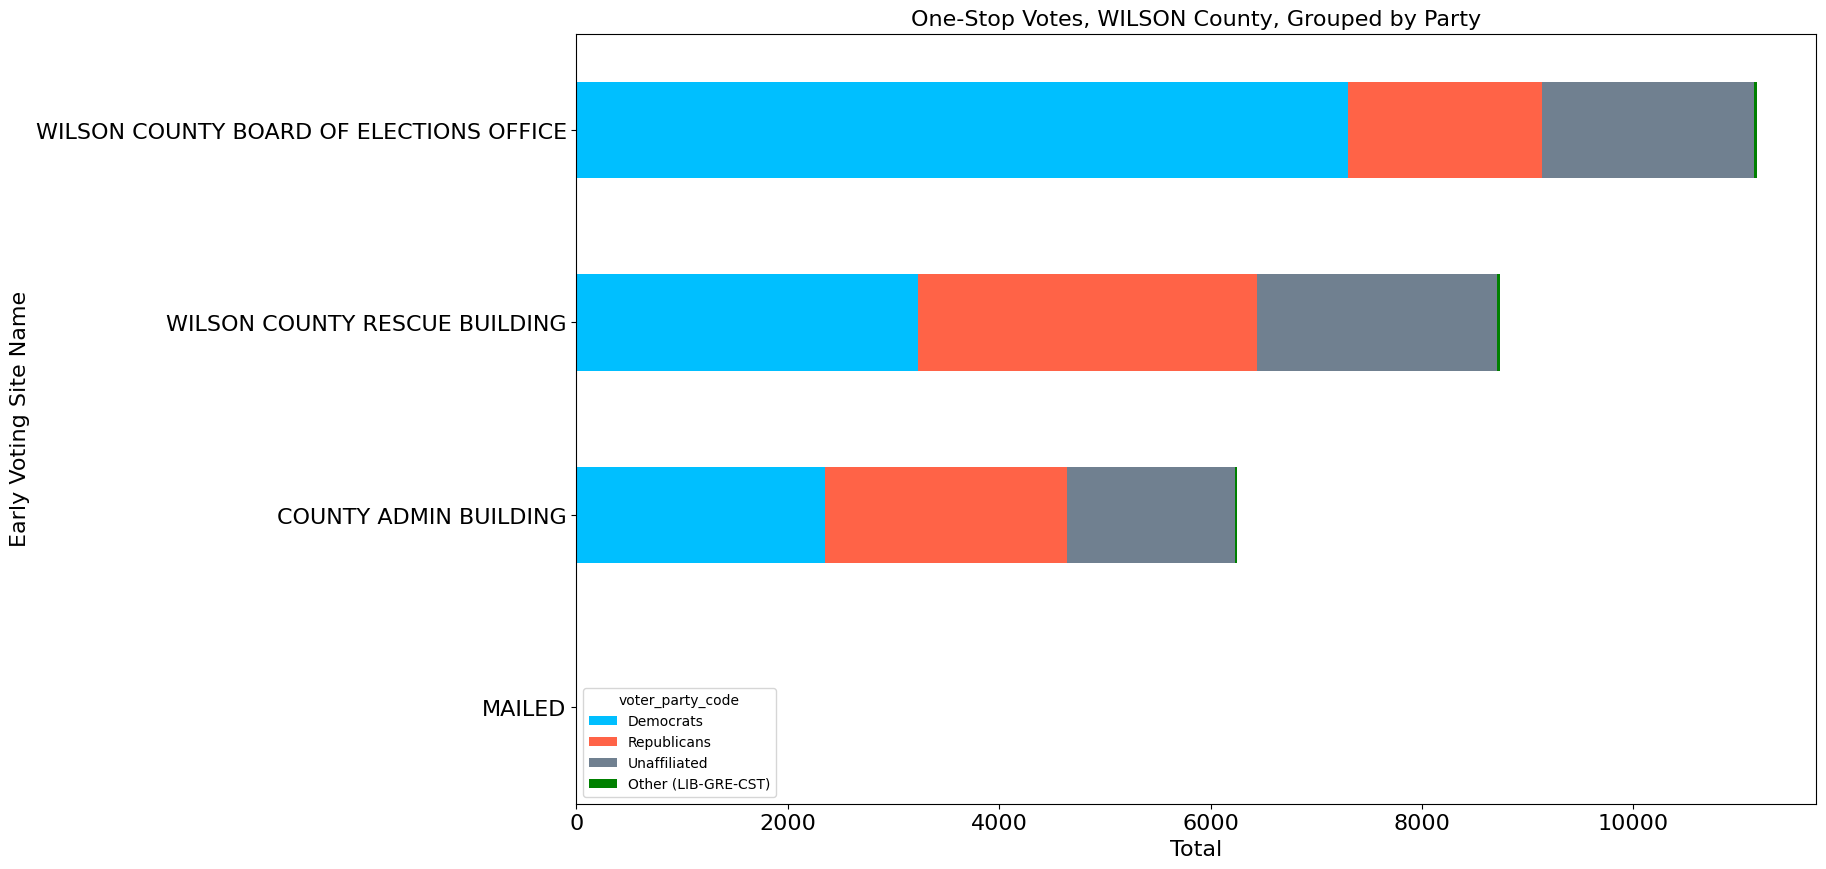 One-Stop Votes, WILSON County, Grouped by Party
Early Voting Site Name
WILSON COUNTY BOARD OF ELECTIONS OFFICE
WILSON COUNTY RESCUE BUILDING
COUNTY ADMIN BUILDING
MAILED
voter_party_code
Democrats
Republicans
Unaffiliated
Other (LIB-GRE-CST)
0 2000 4000 6000 8000 10000
Total